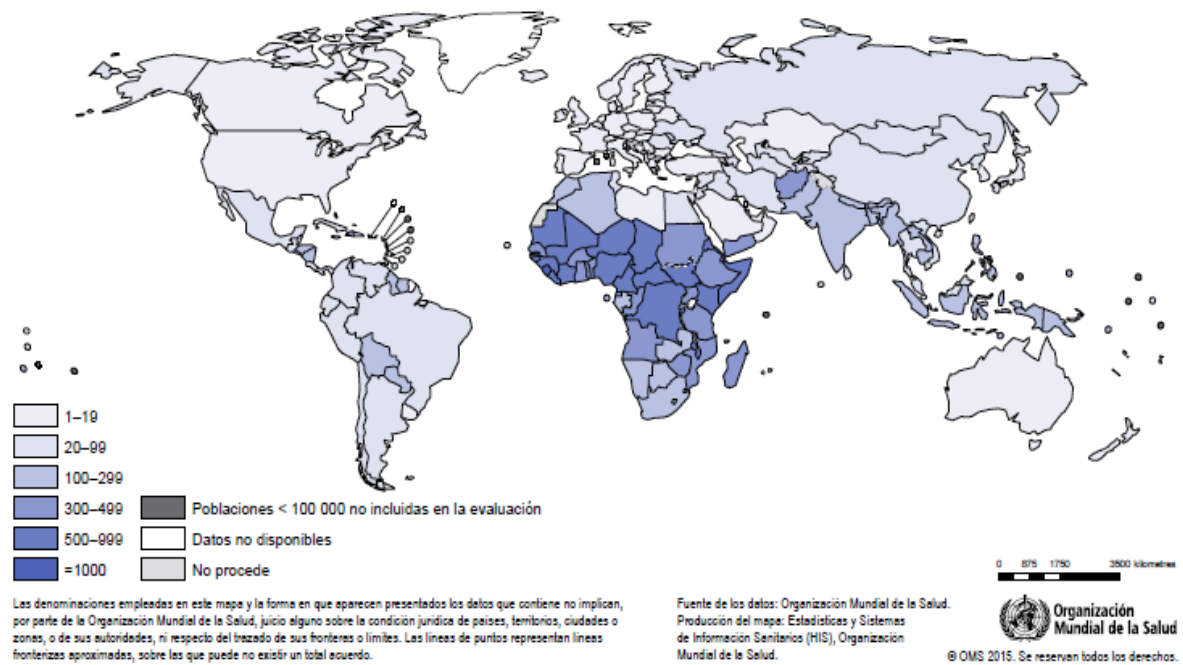 1–19
20–99
100–299
300–499
500–999
=1000
Poblaciones < 100 000 no incluidas en la evaluación
Datos no disponibles
No procede
0 875 1750 3500 kilometres
Las denominaciones empleadas en este mapa y la forma en que aparecen presentados los datos que contiene no implican,
por parte de la Organización Mundial de la Salud, juicio alguno sobre la condición jurídica de países, territorios, ciudades o
zonas, o de sus autoridades, ni respecto del trazado de sus fronteras o límites. Las líneas de puntos representan líneas
fronterizas aproximadas, sobre las que puede no existir un total acuerdo.
Fuente de los datos: Organización Mundial de la Salud.
Producción del mapa: Estadísticas y Sistemas
de Información Sanitarios (HIS), Organización
Mundial de la Salud.
Organización
Mundial de la Salud
© OMS 2015. Se reservan todos los derechos.